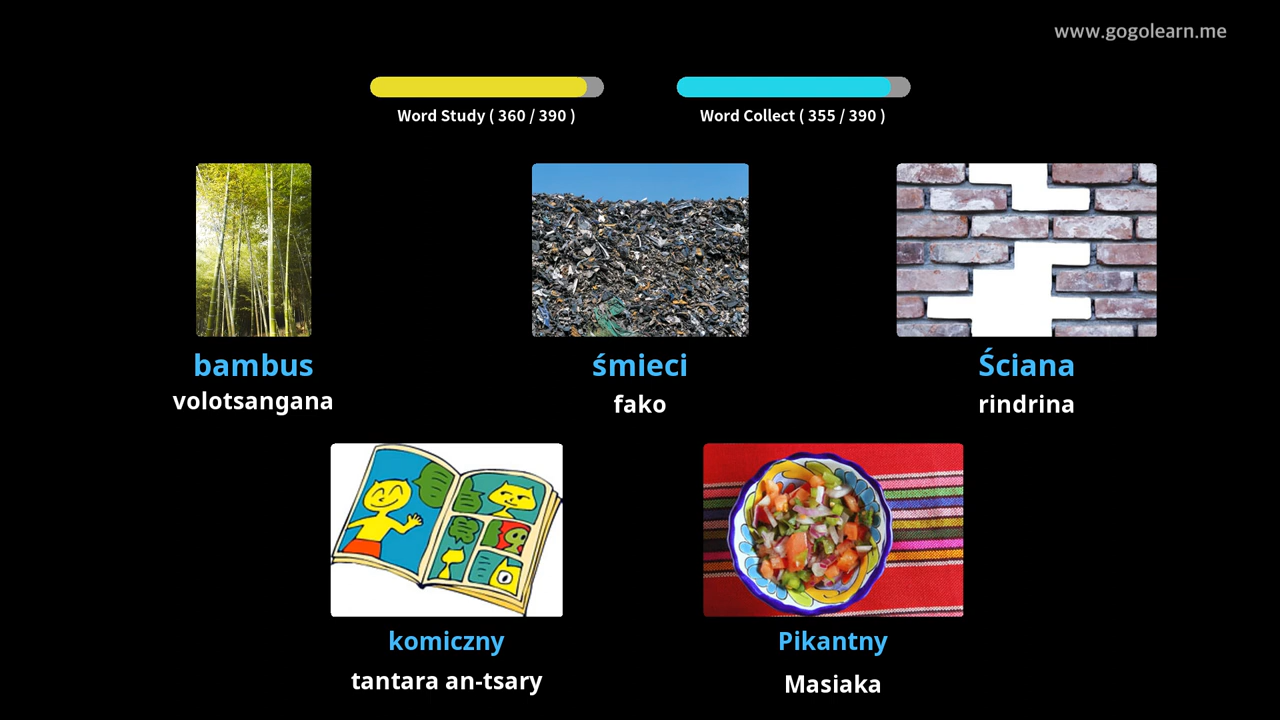 www.gogolearn.me
Word Study ( 360 / 390 )
Word Collect ( 355 / 390 )
bambus
volotsangana
śmieci
fako
Ściana
rindrina
komiczny
tantara an-tsary
Pikantny
Masiaka